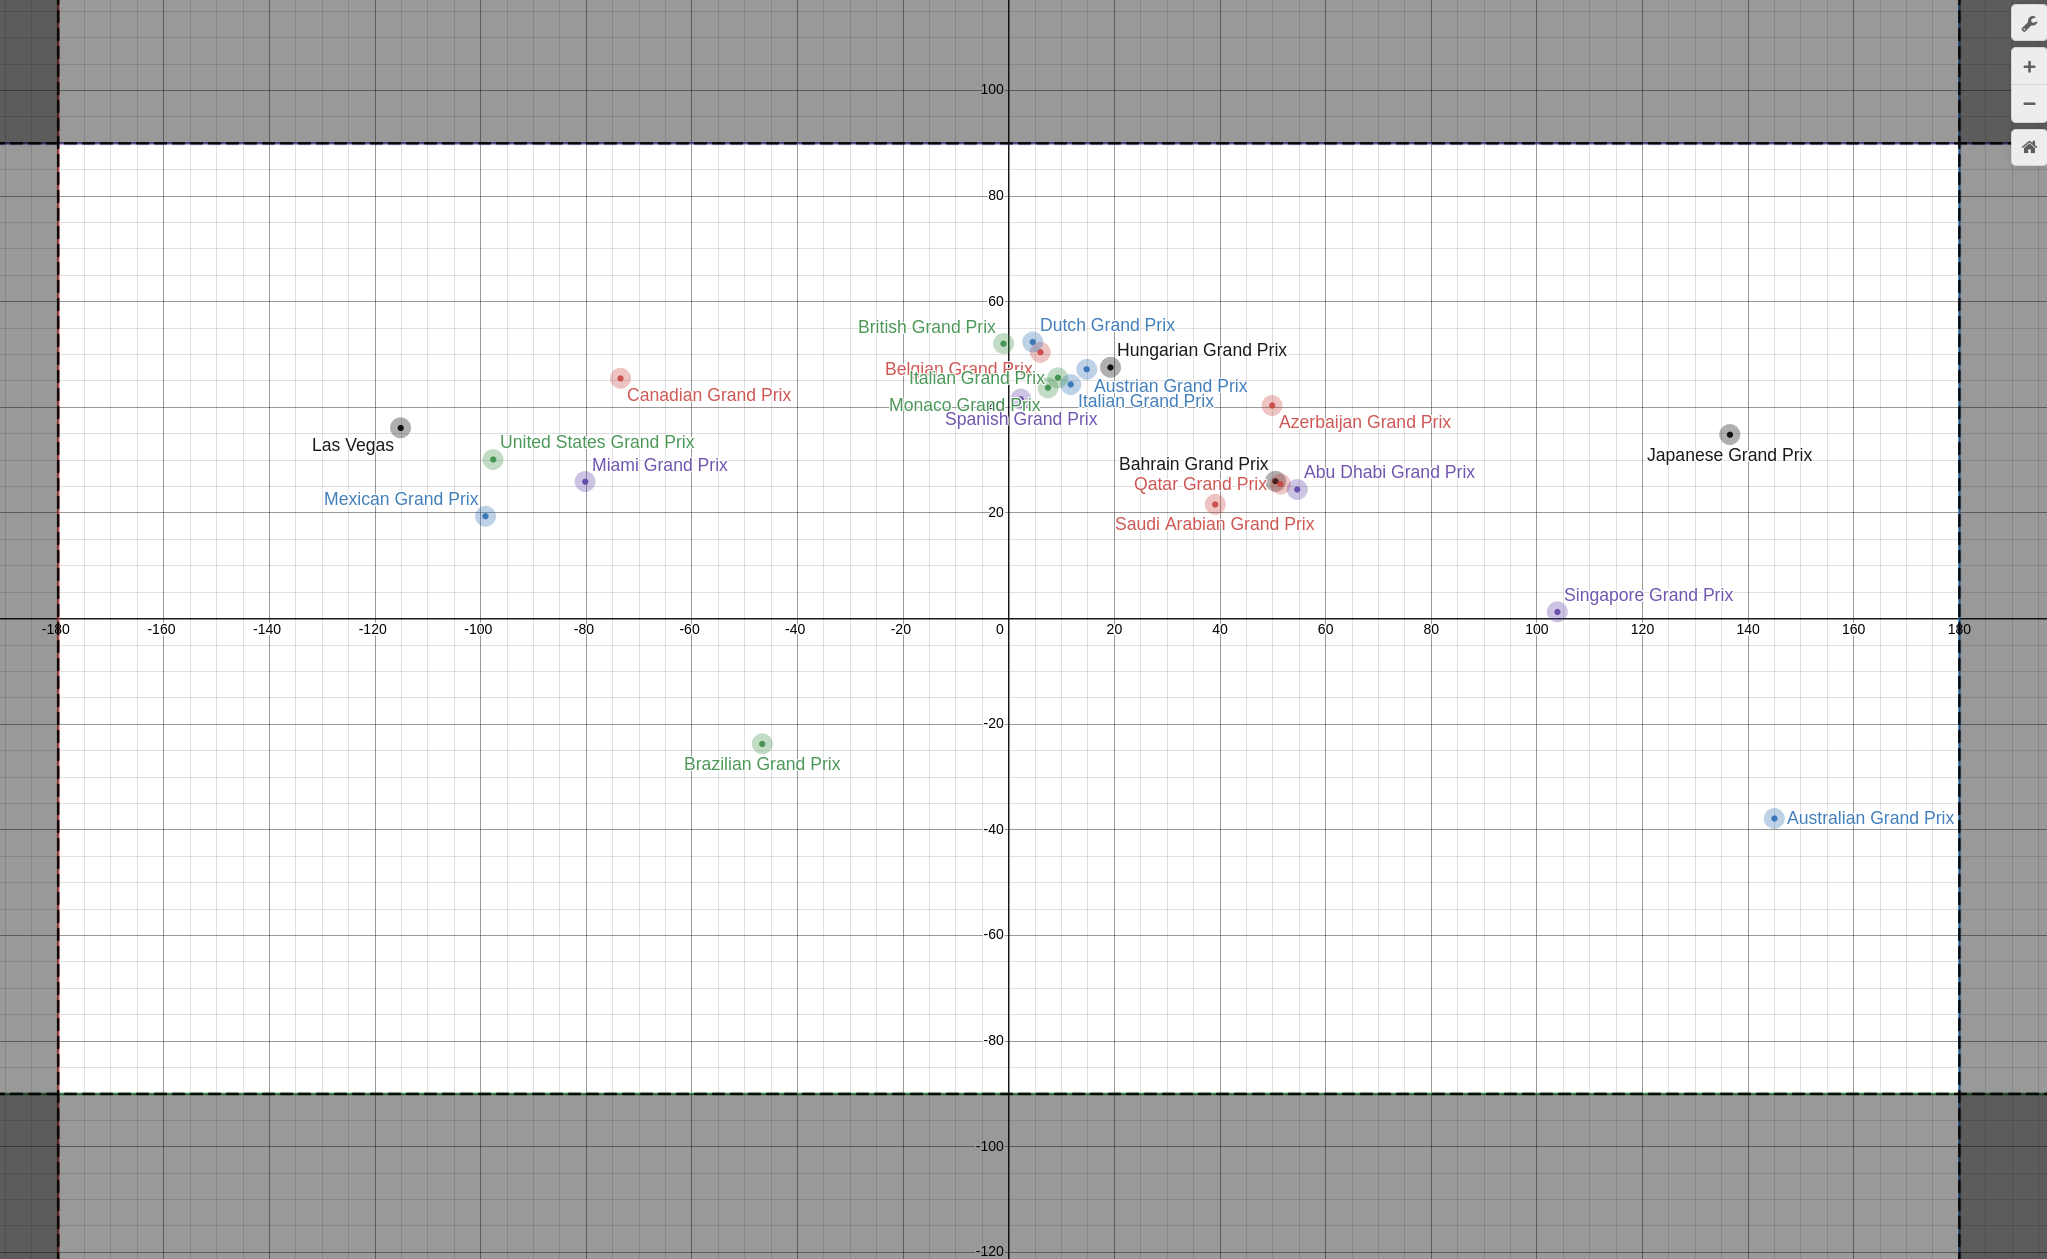 100
80
60
British Grand Prix
Dutch Grand Prix
Hungarian Grand Prix
Belgian Grand Prix
Italian Grand Prix
Austrian Grand Prix
Canadian Grand Prix
Monaco Grand Prix
Italian Grand Prix
40
Spanish Grand Prix
Azerbaijan Grand Prix
Las Vegas
United States Grand Prix
Japanese Grand Prix
Miami Grand Prix
Bahrain Grand Prix
Abu Dhabi Grand Prix
Qatar Grand Prix
Mexican Grand Prix
20
Saudi Arabian Grand Prix
Singapore Grand Prix
-180 -160 -140 -120 -100 -80 -60 -40 -20 0 20 40 60 80 100 120 140 160 180
-20
Brazilian Grand Prix
Australian Grand Prix
-40
-60
-80
-100
-120